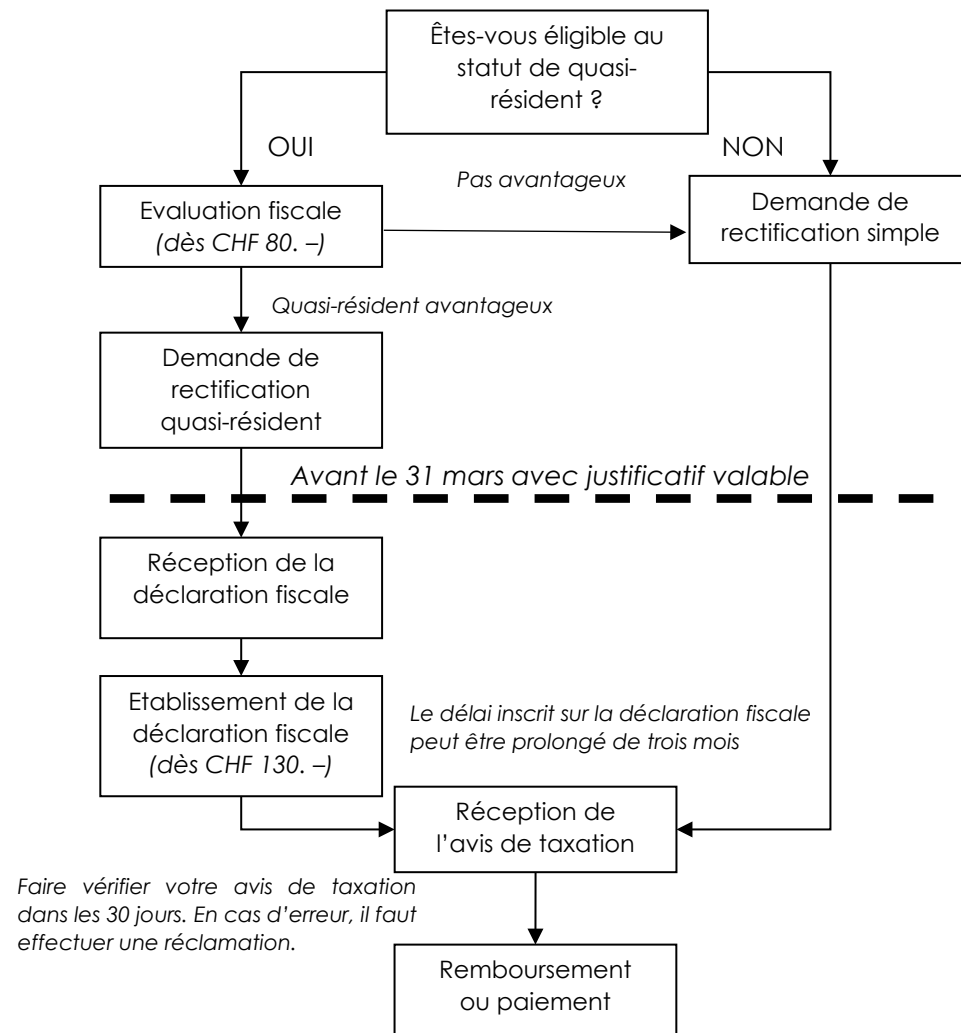 Êtes-vous éligible au
statut de quasi-
résident ?
OUI
NON
Pas avantageux
Evaluation fiscale
(dès CHF 80. –)
Demande de
rectification simple
Quasi-résident avantageux
Demande de
rectification
quasi-résident
Avant le 31 mars avec justificatif valable
Réception de la
déclaration fiscale
Etablissement de la
déclaration fiscale
(dès CHF 130. –)
Le délai inscrit sur la déclaration fiscale
peut être prolongé de trois mois
Réception de
l’avis de taxation
Faire vérifier votre avis de taxation
dans les 30 jours. En cas d’erreur, il faut
effectuer une réclamation.
Remboursement
ou paiement